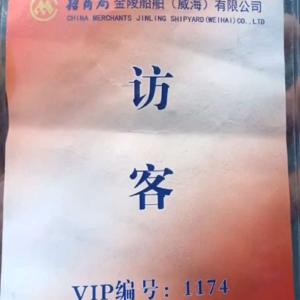 招商局 金陵船舶（威海）有限公司
CHINA MERCHANTS JINLING SHIPYARD(WEIHAI)CO.,LTD
访
客
VIP编号：1174